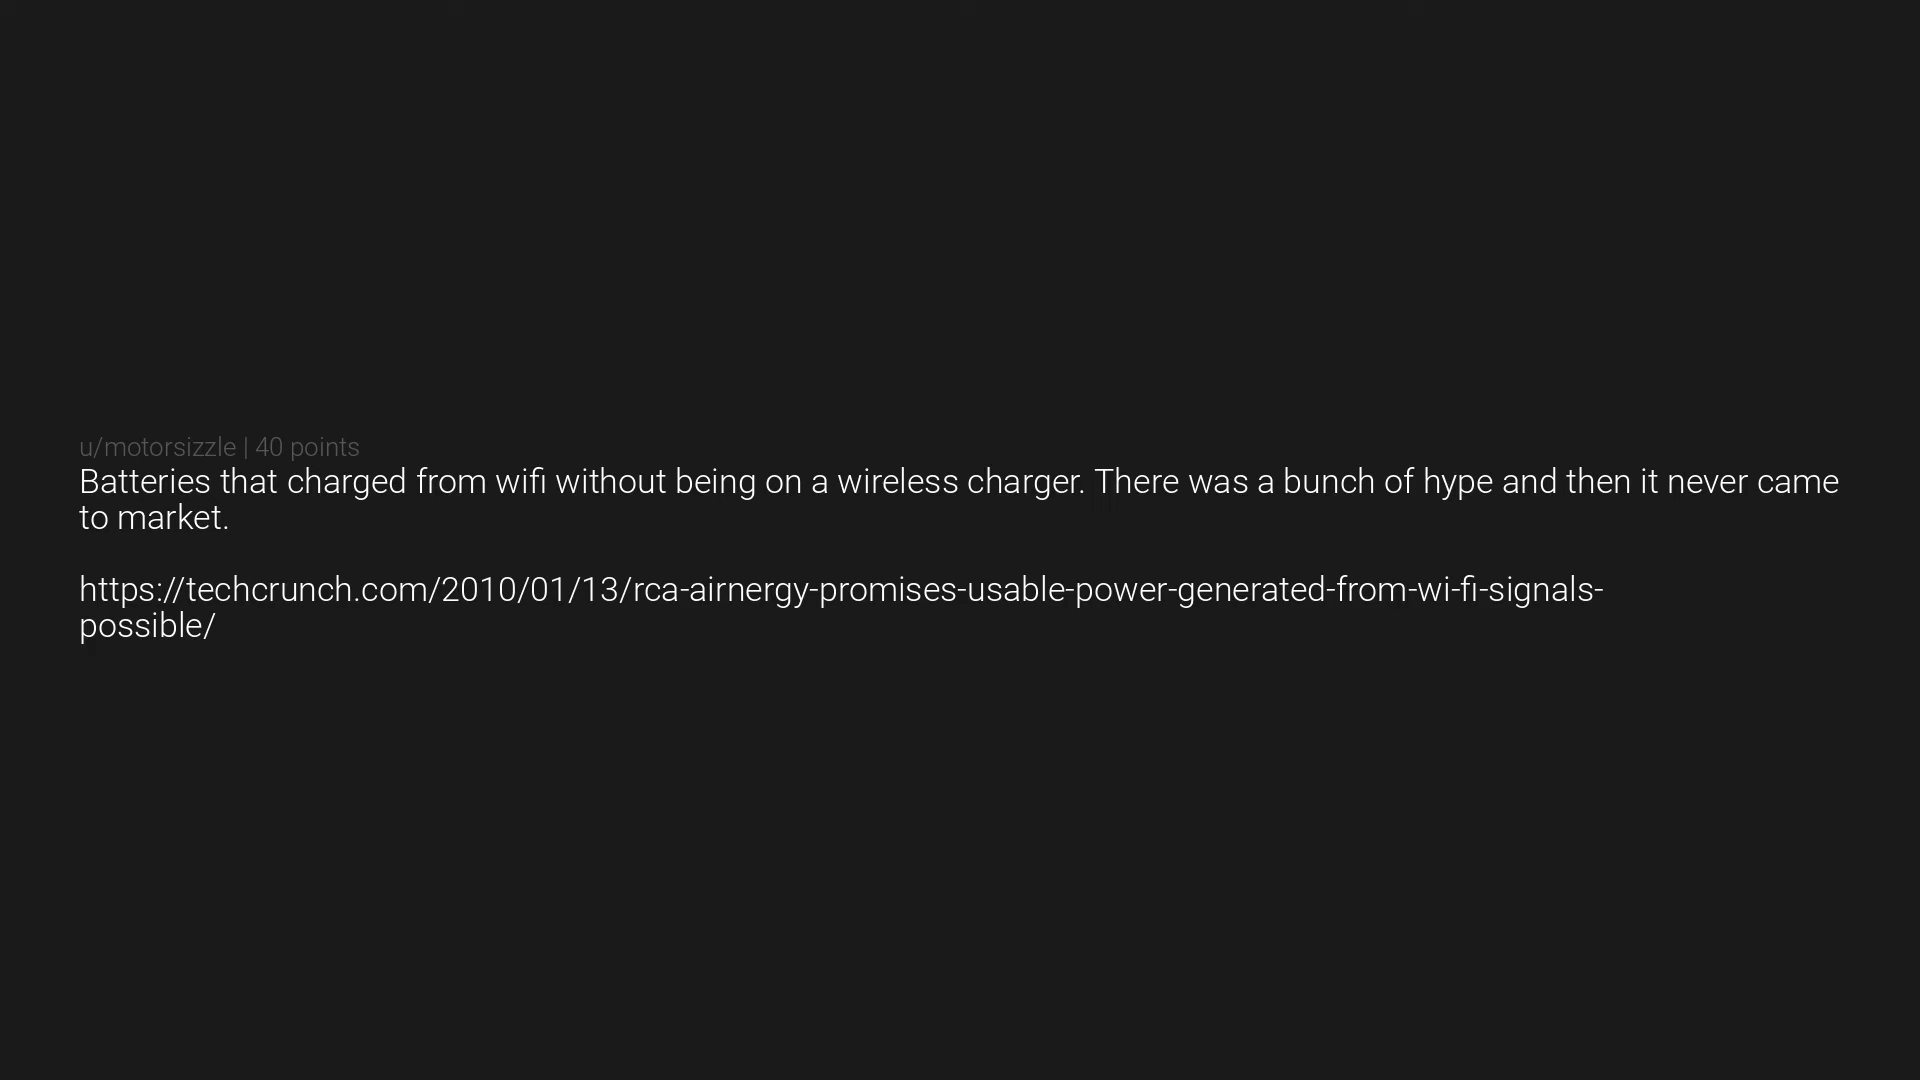 u/motorsizzle | 40 points
Batteries that charged from wifi without being on a wireless charger. There was a bunch of hype and then it never came
to market.
https://techcrunch.com/2010/01/13/rca-airnergy-promises-usable-power-generated-from-wi-fi-signals-
possible/